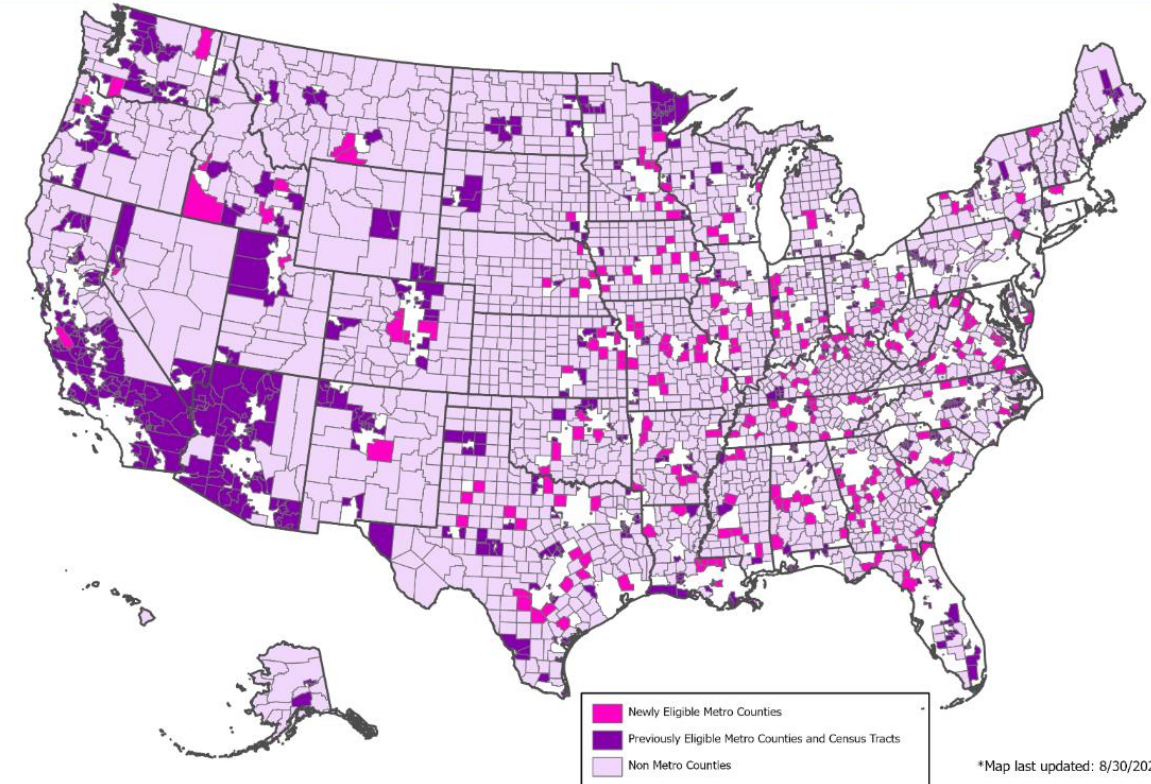 Newly Eligible Metro Counties
Previously Eligible Metro Counties and Census Tracts
Non Metro Counties
*Map last updated: 8/30/202